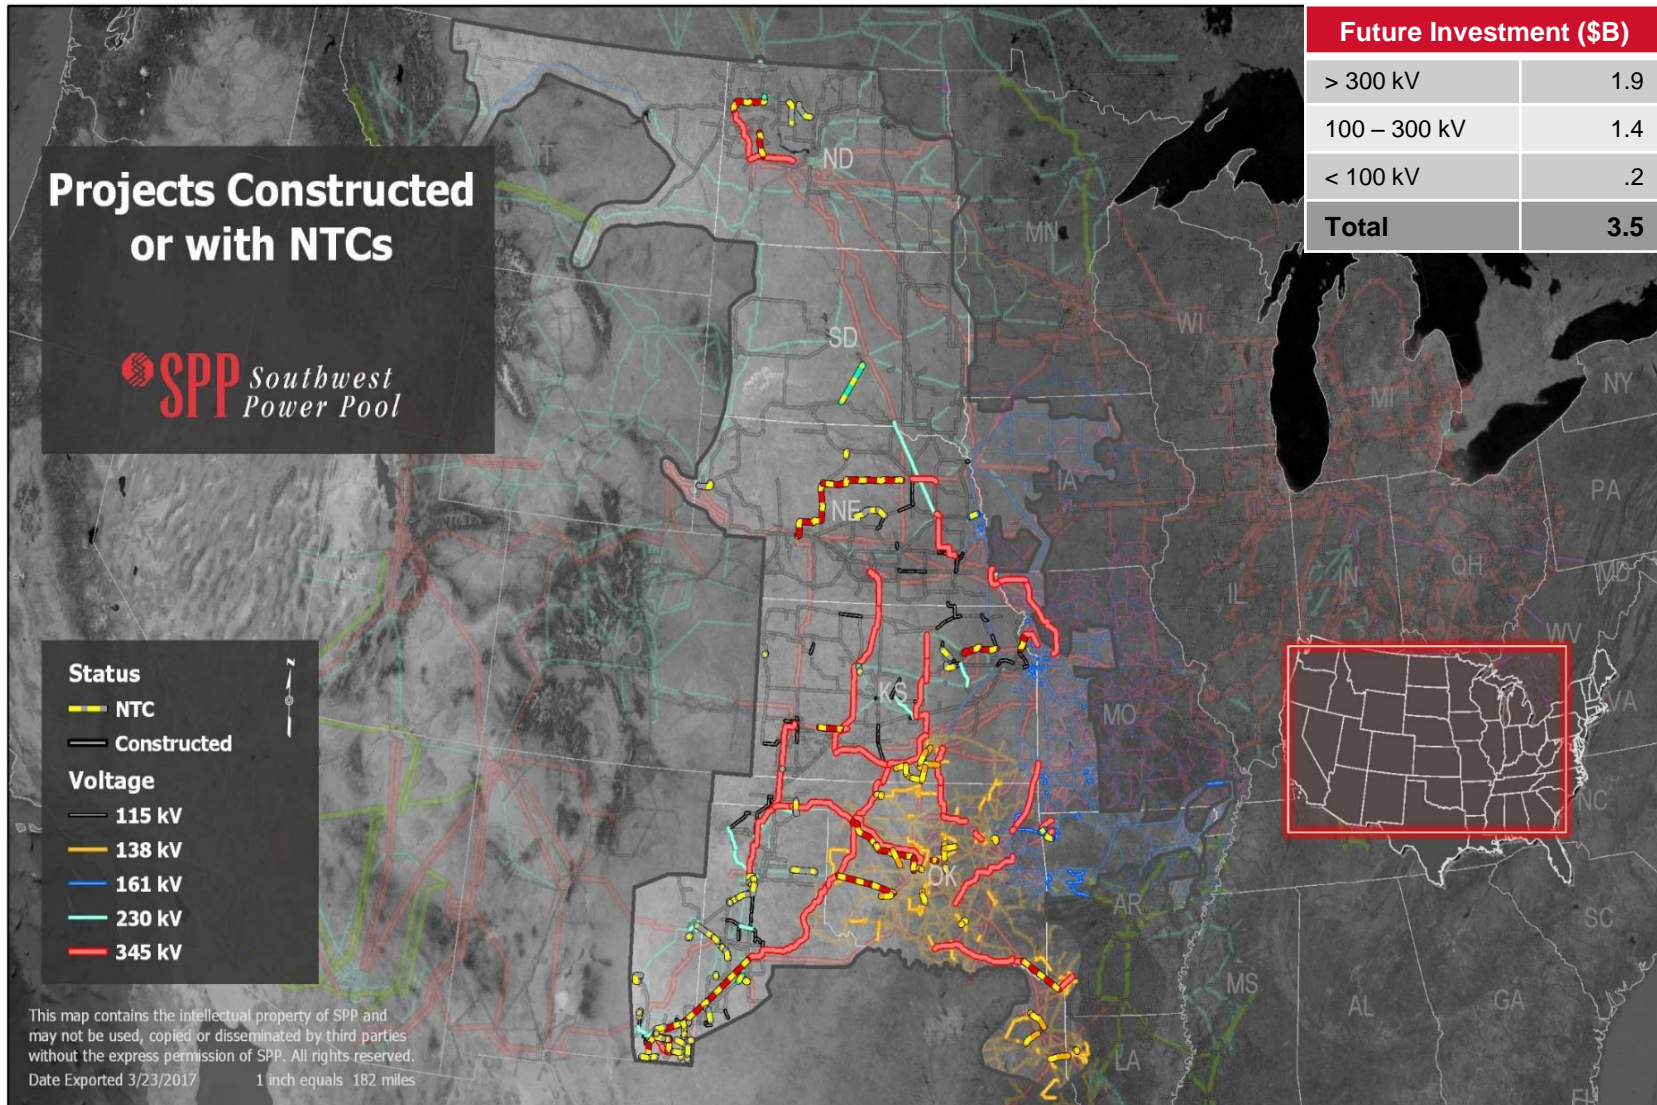 Future Investment ($B)
> 300 kV 1.9
100 – 300 kV 1.4
< 100 kV .2
Total 3.5
Projects Constructed
or with NTCs
SPP Southwest
Power Pool
Status
N
NTC
Constructed
Voltage
115 kV
138 kV
161 kV
230 kV
345 kV
This map contains the intellectual property of SPP and
may not be used, copied or disseminated by third parties
without the express permission of SPP. All rights reserved.
Date Exported 3/23/2017 1 inch equals 182 miles
WA
ND
MN
SD
WI
MI
NY
NE
IA
PA
IL
IN
OH
MD
WV
KS
MO
VA
NC
OK
AR
SC
MS
AL
GA
LA